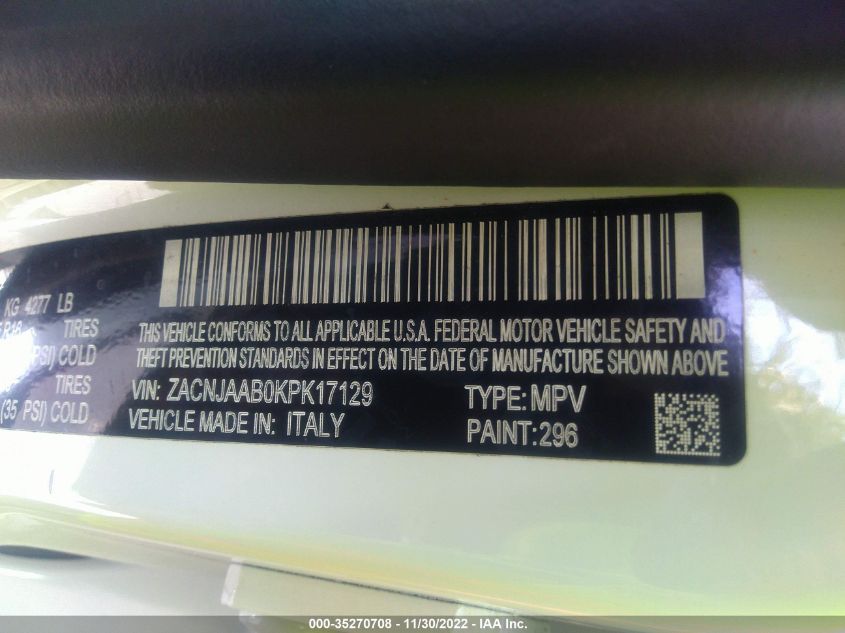 KG 4277 LB
R16 TIRES
PSI) COLD
TIRES
(35 PSI) COLD
THIS VEHICLE CONFORMS TO ALL APPLICABLE U.S.A. FEDERAL MOTOR VEHICLE SAFETY AND
THEFT PREVENTION STANDARDS IN EFFECT ON THE DATE OF MANUFACTURE SHOWN ABOVE
VIN: ZACNJAAB0KPK17129 TYPE: MPV
VEHICLE MADE IN: ITALY PAINT: 296
000-35270708 - 11/30/2022 - IAA Inc.